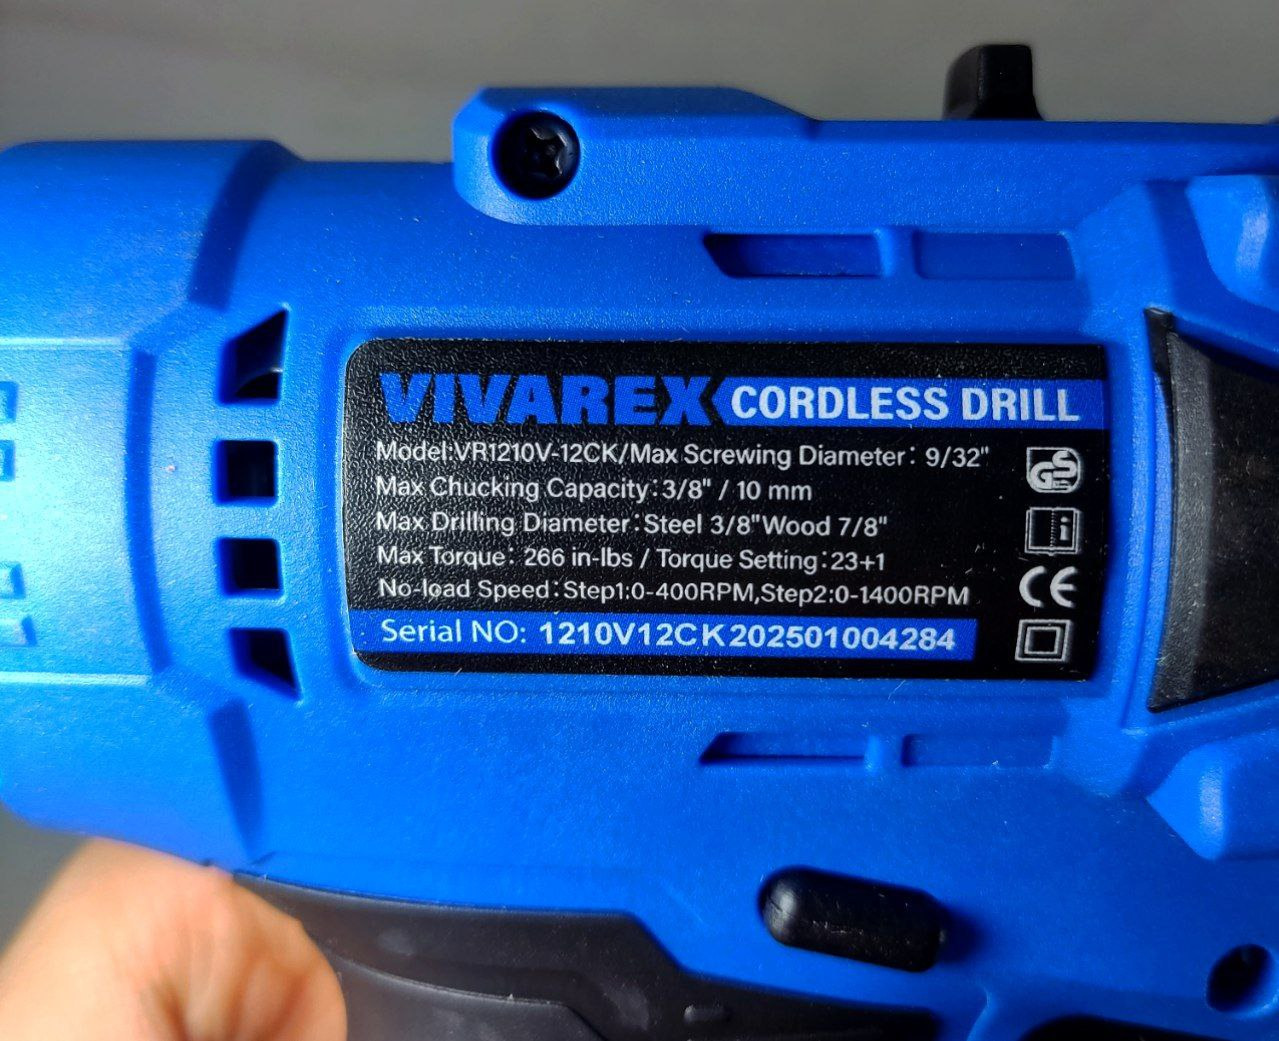 VIVAREX CORDLESS DRILL
Model:VR1210V-12CK/Max Screwing Diameter: 9/32"
Max Chucking Capacity:3/8" / 10 mm
Max Drilling Diameter:Steel 3/8"Wood 7/8"
Max Torque: 266 in-lbs / Torque Setting:23+1
No-load Speed:Step1:0-400RPM,Step2:0-1400RPM
Serial NO: 1210V12CK202501004284
GS
i
CE